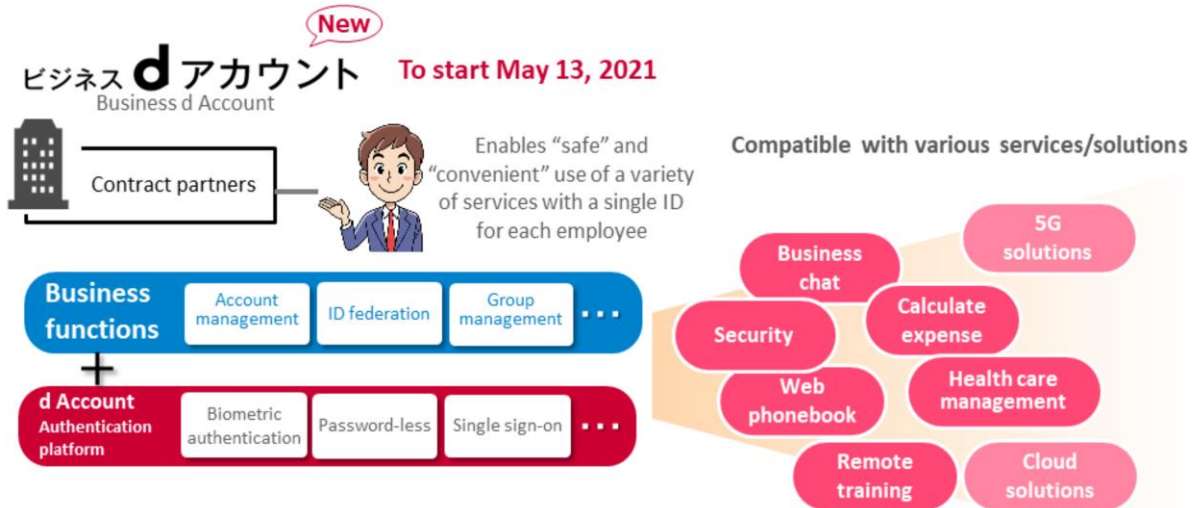 New
ビジネス d アカウント
To start May 13, 2021
Business d Account
Contract partners
Enables “safe” and
“convenient” use of a variety
of services with a single ID
for each employee
Business
functions
Account
management
ID federation
Group
management
...
+
d Account
Authentication
platform
Biometric
authentication
Password-less
Single sign-on
...
Compatible with various services/solutions
5G
solutions
Business
chat
Calculate
expense
Security
Web
phonebook
Health care
management
Remote
training
Cloud
solutions